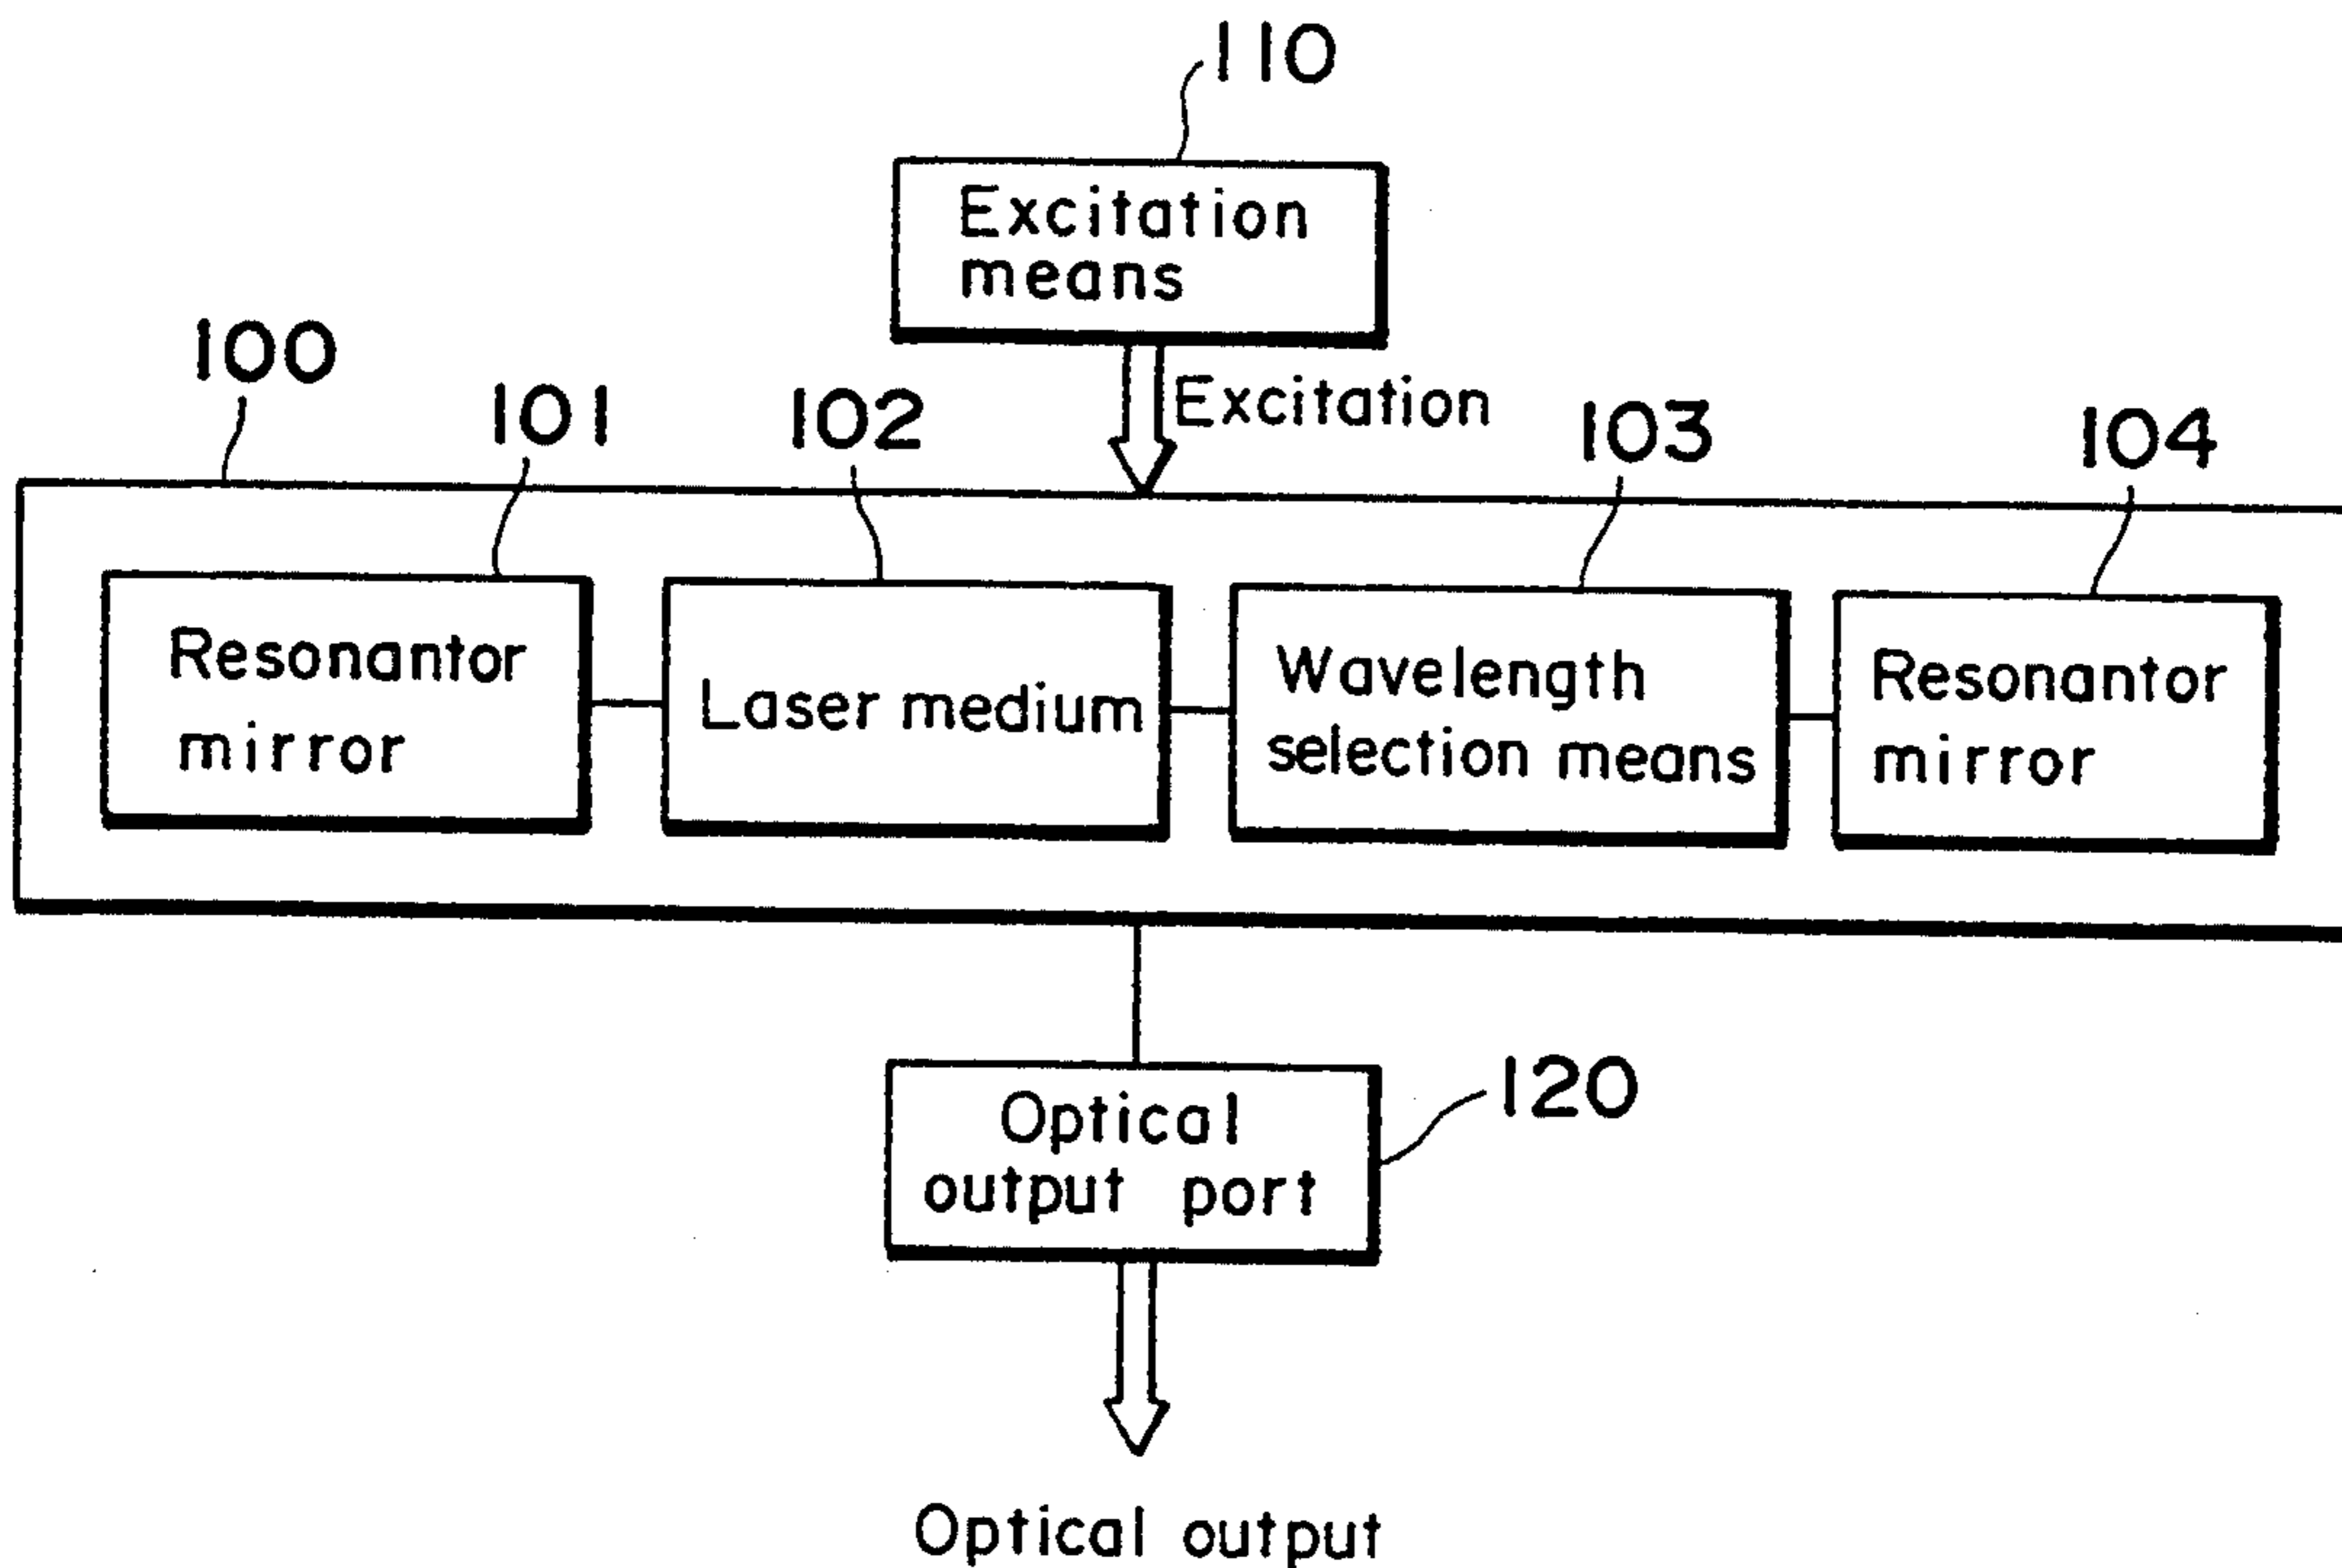 110
Excitation
means
100
101
102
Excitation
103
104
Resonantor
mirror
Laser medium
Wavelength
selection means
Resonantor
mirror
Optical
output port
120
Optical output